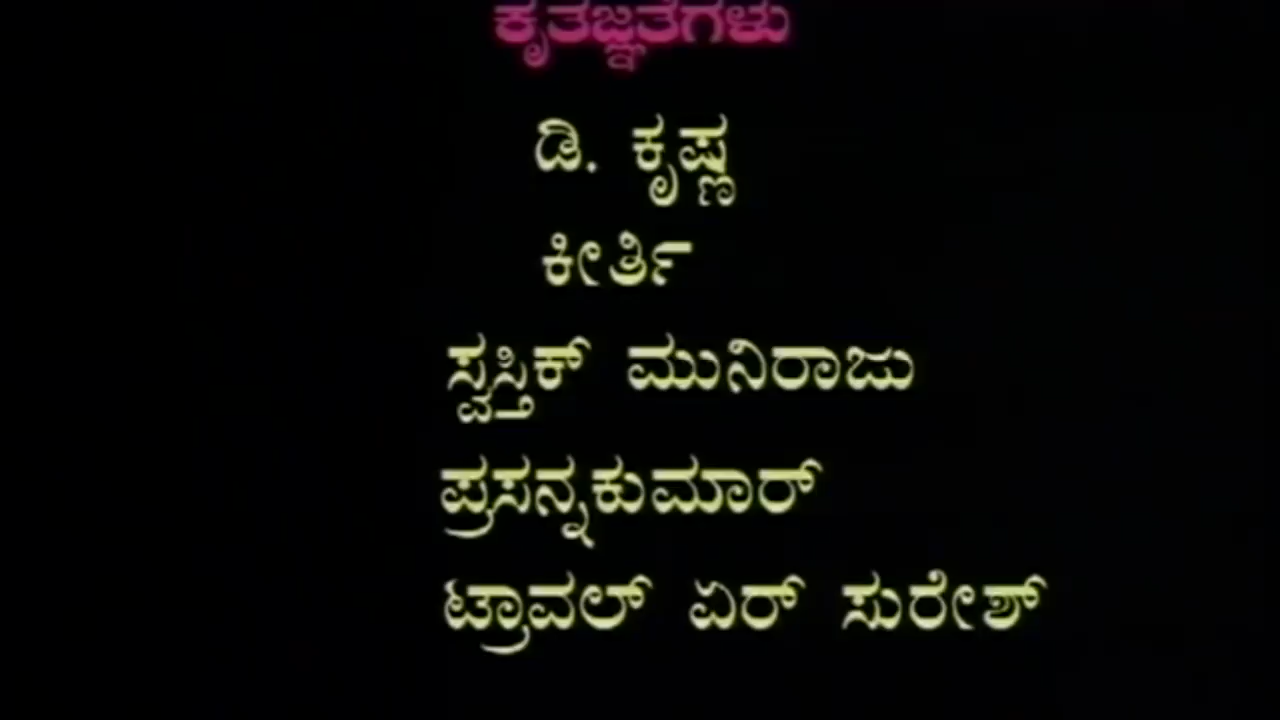 ಕೃತಜ್ಞತೆಗಳು
ಡಿ. ಕೃಷ್ಣ
ಕೀರ್ತಿ
ಸ್ವಸ್ತಿಕ್ ಮುನಿರಾಜು
ಪ್ರಸನ್ನಕುಮಾರ್
ಟ್ರಾವಲ್ ಏರ್ ಸುರೇಶ್